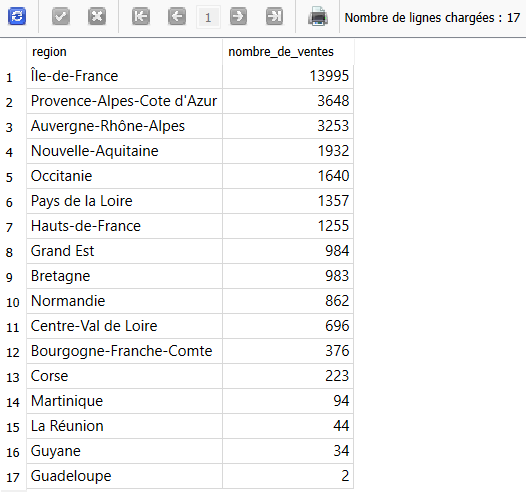 1 Nombre de lignes chargées : 17
region nombre_de_ventes
1 Île-de-France 13995
2 Provence-Alpes-Cote d'Azur 3648
3 Auvergne-Rhône-Alpes 3253
4 Nouvelle-Aquitaine 1932
5 Occitanie 1640
6 Pays de la Loire 1357
7 Hauts-de-France 1255
8 Grand Est 984
9 Bretagne 983
10 Normandie 862
11 Centre-Val de Loire 696
12 Bourgogne-Franche-Comte 376
13 Corse 223
14 Martinique 94
15 La Réunion 44
16 Guyane 34
17 Guadeloupe 2